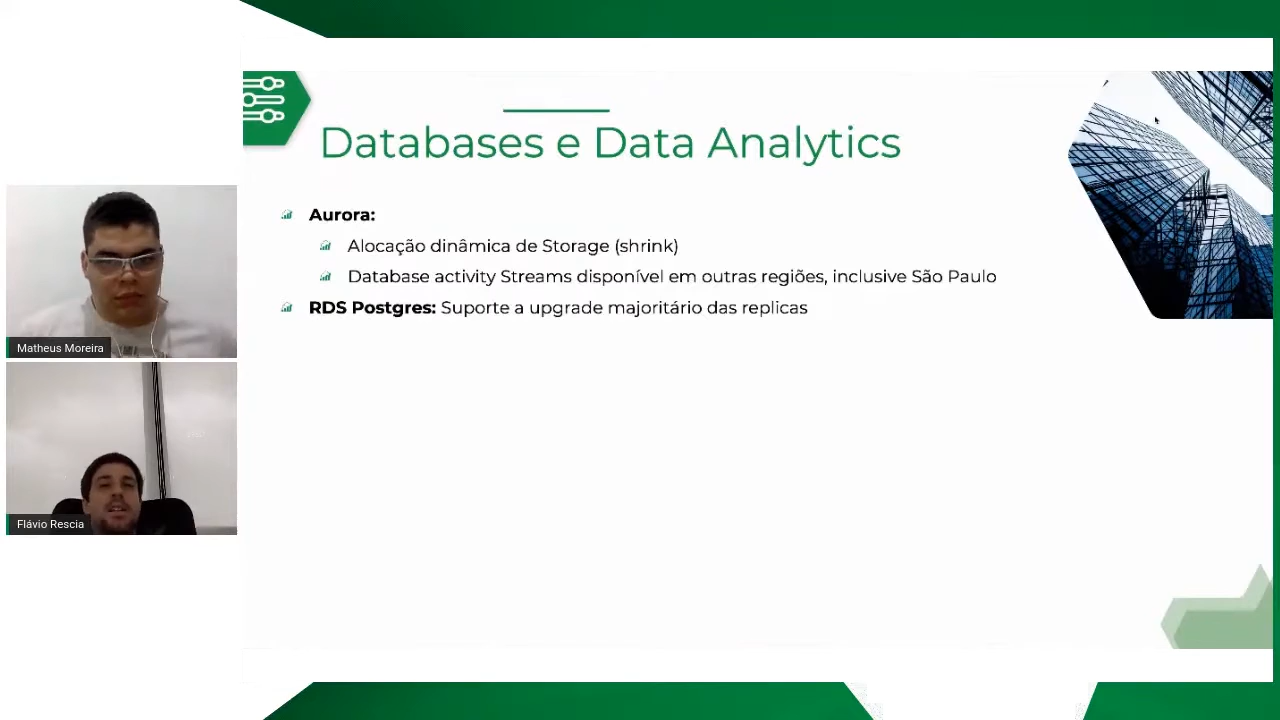 Databases e Data Analytics
Aurora:
Alocação dinâmica de Storage (shrink)
Database activity Streams disponível em outras regiões, inclusive São Paulo
RDS Postgres: Suporte a upgrade majoritário das replicas
Matheus Moreira
Flávio Rescia